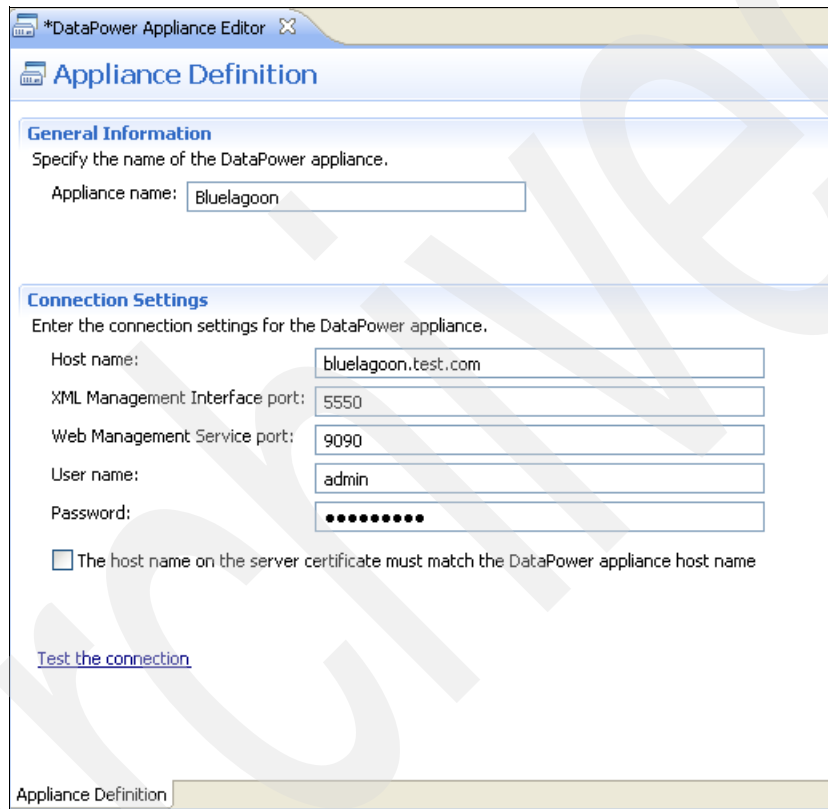 *DataPower Appliance Editor
Appliance Definition
General Information
Specify the name of the DataPower appliance.
Appliance name: Bluelagoon
Connection Settings
Enter the connection settings for the DataPower appliance.
Host name: bluelagoon.test.com
XML Management Interface port: 5550
Web Management Service port: 9090
User name: admin
Password: •••••••••
The host name on the server certificate must match the DataPower appliance host name
Test the connection
Appliance Definition